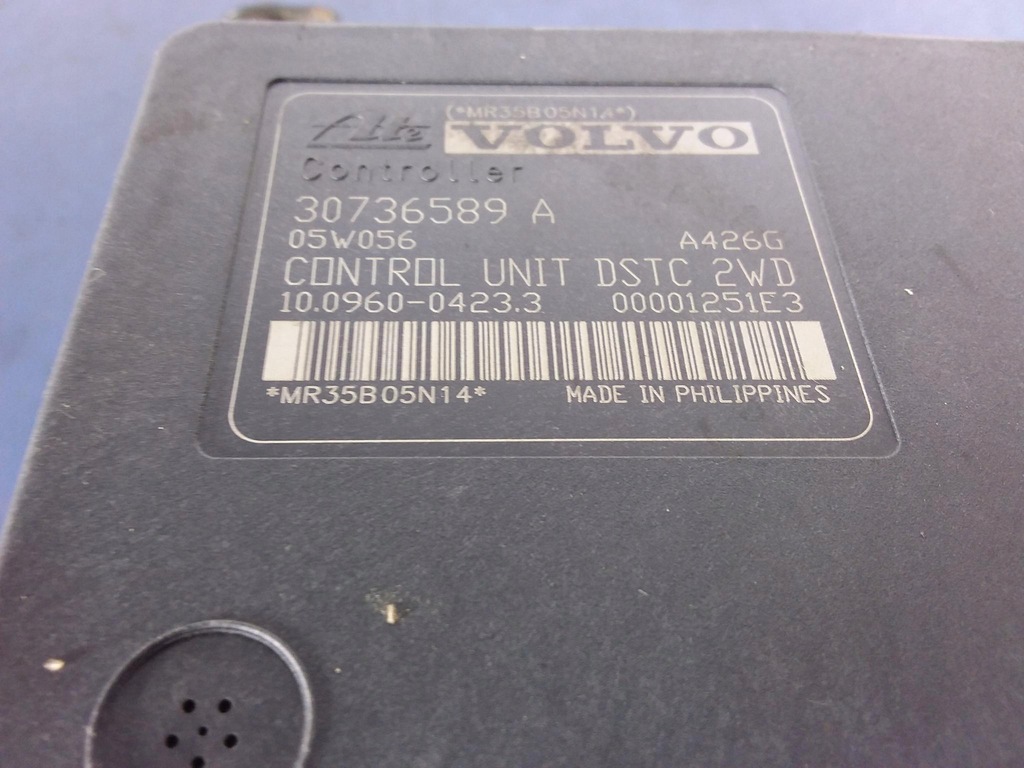 (*MR35B05N14*)
Ate VOLVO
Controller
30736589 A
05W056 A426G
CONTROL UNIT DSTC 2WD
10.0960-0423.3 00001251E3
*MR35B05N14* MADE IN PHILIPPINES